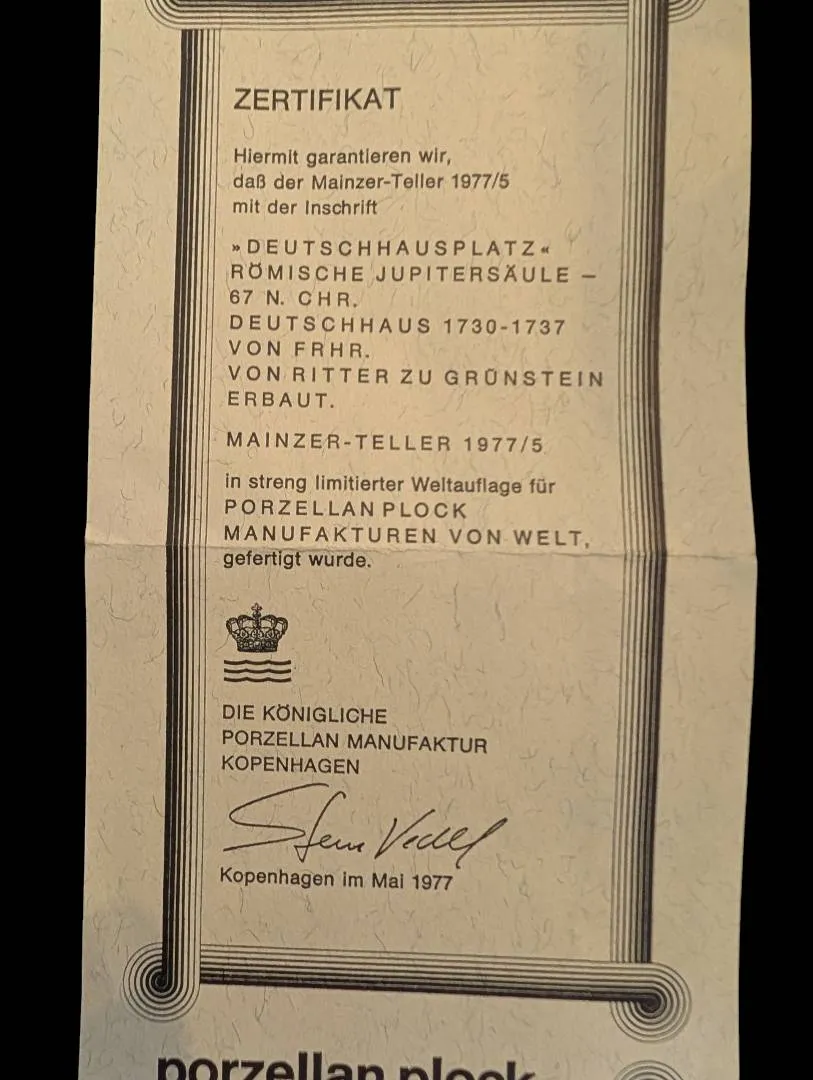 ZERTIFIKAT
Hiermit garantieren wir,
daß der Mainzer-Teller 1977/5
mit der Inschrift
»DEUTSCHHAUSPLATZ«
RÖMISCHE JUPITERSÄULE –
67 N. CHR.
DEUTSCHHAUS 1730-1737
VON FRHR.
VON RITTER ZU GRÜNSTEIN
ERBAUT.
MAINZER-TELLER 1977/5
in streng limitierter Weltauflage für
PORZELLAN PLOCK
MANUFAKTUREN VON WELT,
gefertigt wurde.
DIE KÖNIGLICHE
PORZELLAN MANUFAKTUR
KOPENHAGEN
Kopenhagen im Mai 1977
porzellan plock